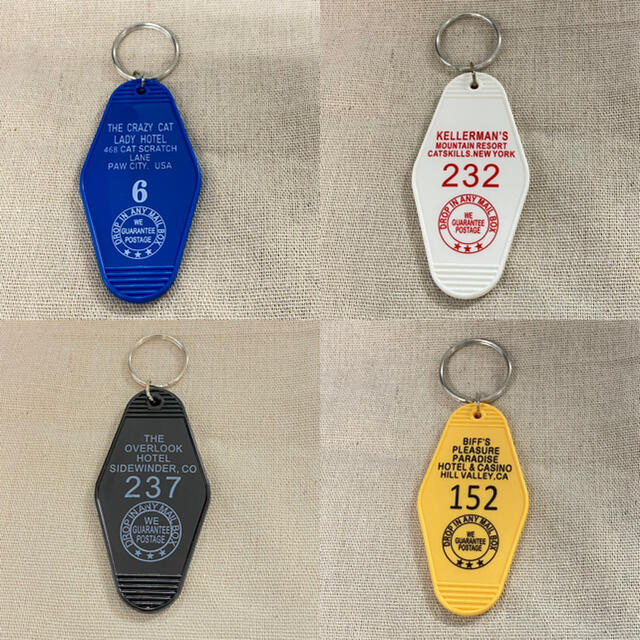 THE CRAZY CAT
LADY HOTEL
468 CAT SCRATCH
LANE
PAW CITY. USA
6
DROP IN ANY MAIL BOX
WE
GUARANTEE
POSTAGE
KELLERMAN'S
MOUNTAIN RESORT
CATSKILLS.NEW YORK
232
DROP IN ANY MAIL BOX
WE
GUARANTEE
POSTAGE
THE
OVERLOOK
HOTEL
SIDEWINDER, CO
237
DROP IN ANY MAIL BOX
WE
GUARANTEE
POSTAGE
BIFF'S
PLEASURE
PARADISE
HOTEL & CASINO
HILL VALLEY,CA
152
DROP IN ANY MAIL BOX
WE
GUARANTEE
POSTAGE